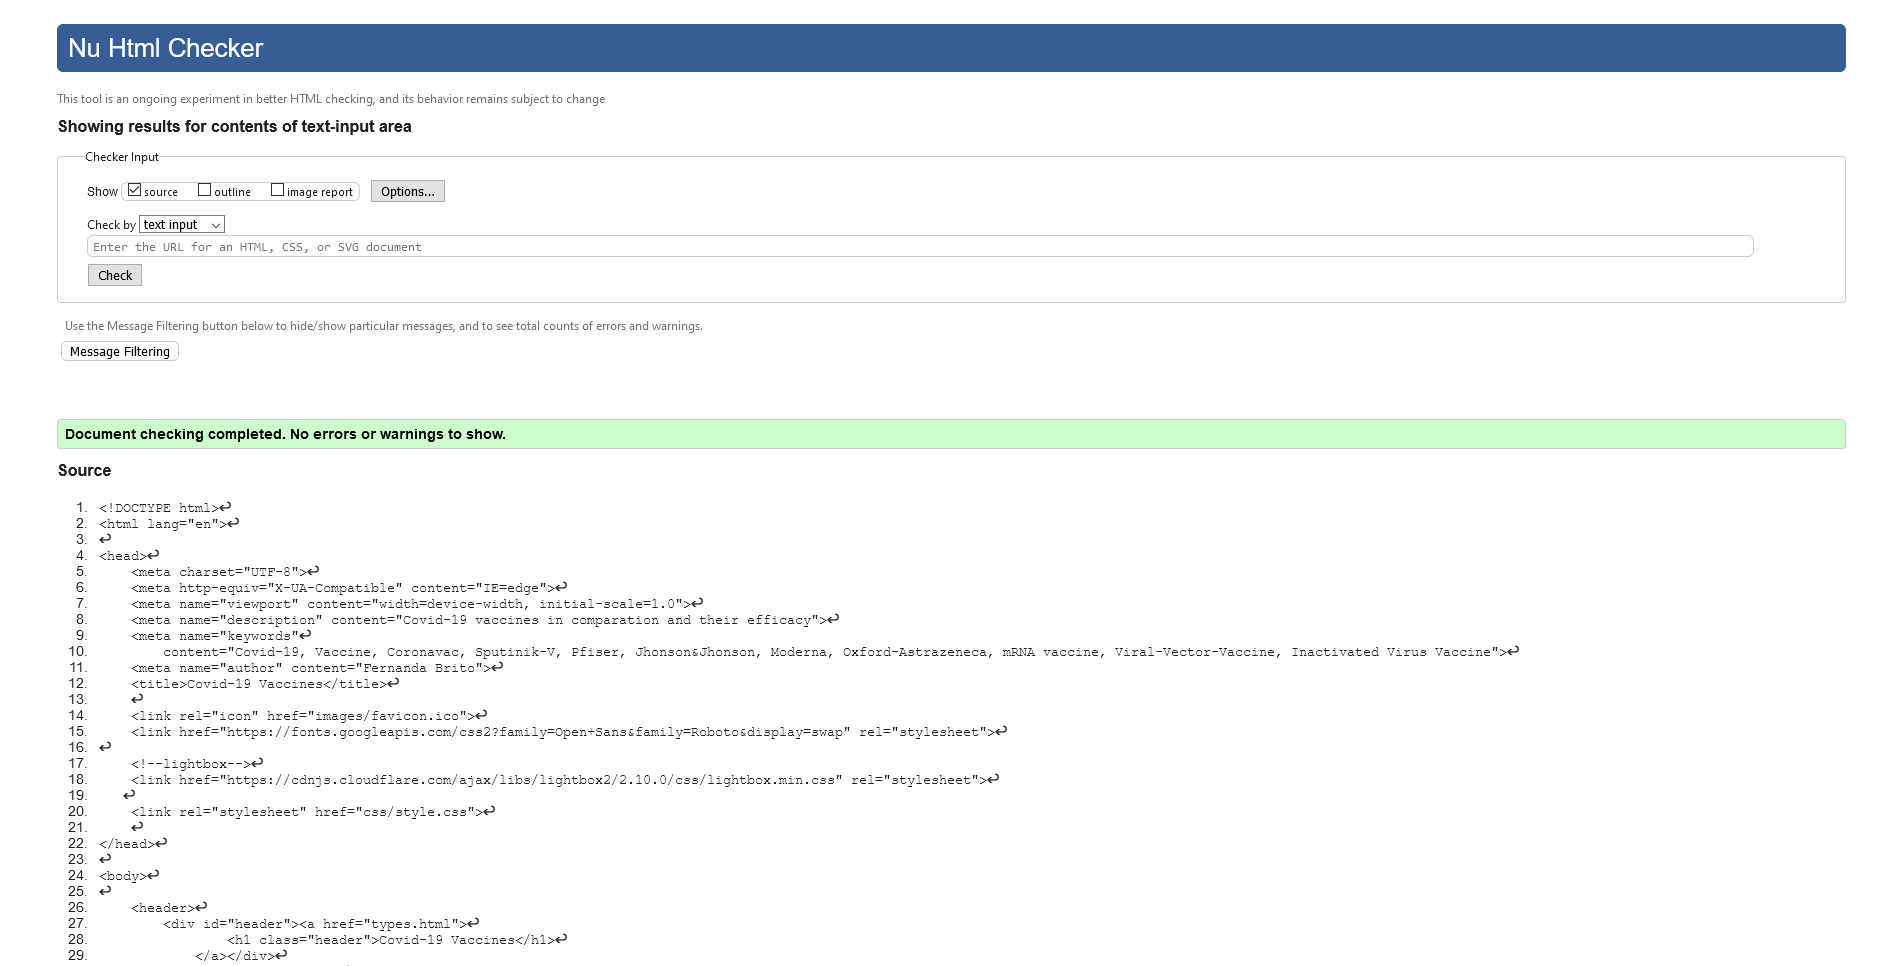 Nu Html Checker
This tool is an ongoing experiment in better HTML checking, and its behavior remains subject to change
Showing results for contents of text-input area
Checker Input
Show source outline image report Options...
Check by text input
Enter the URL for an HTML, CSS, or SVG document
Check
Use the Message Filtering button below to hide/show particular messages, and to see total counts of errors and warnings.
Message Filtering
Document checking completed. No errors or warnings to show.
Source
1. <!DOCTYPE html>↩
2. <html lang="en">↩
3. ↩
4. <head>↩
5. <meta charset="UTF-8">↩
6. <meta http-equiv="X-UA-Compatible" content="IE=edge">↩
7. <meta name="viewport" content="width=device-width, initial-scale=1.0">↩
8. <meta name="description" content="Covid-19 vaccines in comparation and their efficacy">↩
9. <meta name="keywords"↩
10. content="Covid-19, Vaccine, Coronavac, Sputinik-V, Pfiser, Jhonson&Jhonson, Moderna, Oxford-Astrazeneca, mRNA vaccine, Viral-Vector-Vaccine, Inactivated Virus Vaccine">↩
11. <meta name="author" content="Fernanda Brito">↩
12. <title>Covid-19 Vaccines</title>↩
13. ↩
14. <link rel="icon" href="images/favicon.ico">↩
15. <link href="https://fonts.googleapis.com/css2?family=Open+Sans&family=Roboto&display=swap" rel="stylesheet">↩
16. ↩
17. <!--lightbox-->↩
18. <link href="https://cdnjs.cloudflare.com/ajax/libs/lightbox2/2.10.0/css/lightbox.min.css" rel="stylesheet">↩
19. ↩
20. <link rel="stylesheet" href="css/style.css">↩
21. ↩
22. </head>↩
23. ↩
24. <body>↩
25. ↩
26. <header>↩
27. <div id="header"><a href="types.html">↩
28. <h1 class="header">Covid-19 Vaccines</h1>↩
29. </a></div>↩